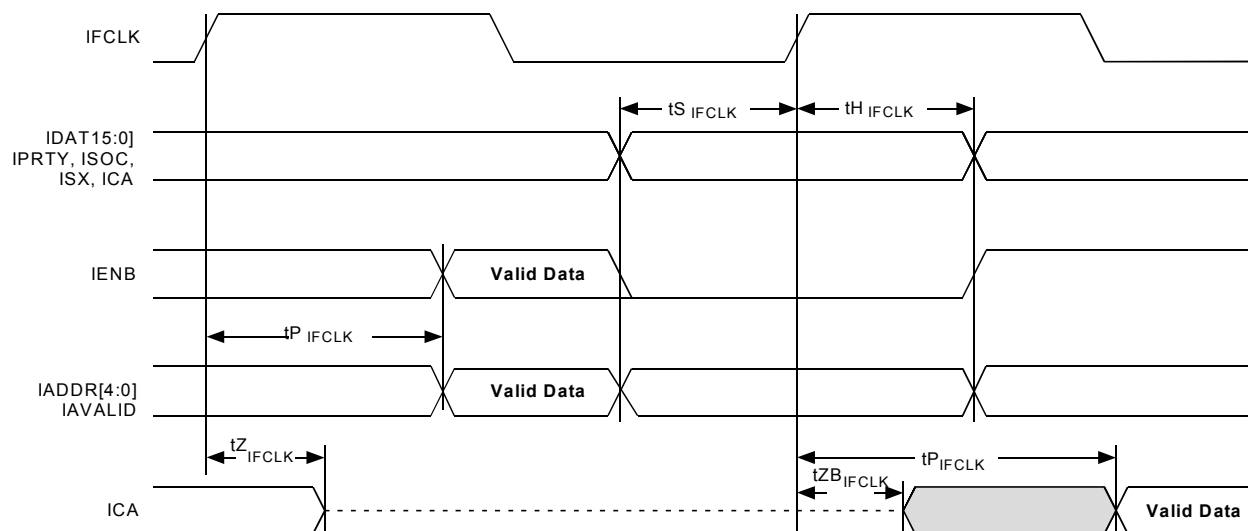 IFCLK
tS IFCLK
tH IFCLK
IDAT15:0]
IPRTY, ISOC,
ISX, ICA
IENB
Valid Data
tP IFCLK
IADDR[4:0]
IAVALID
Valid Data
tZIFCLK
tPIFCLK
tZBIFCLK
ICA
Valid Data